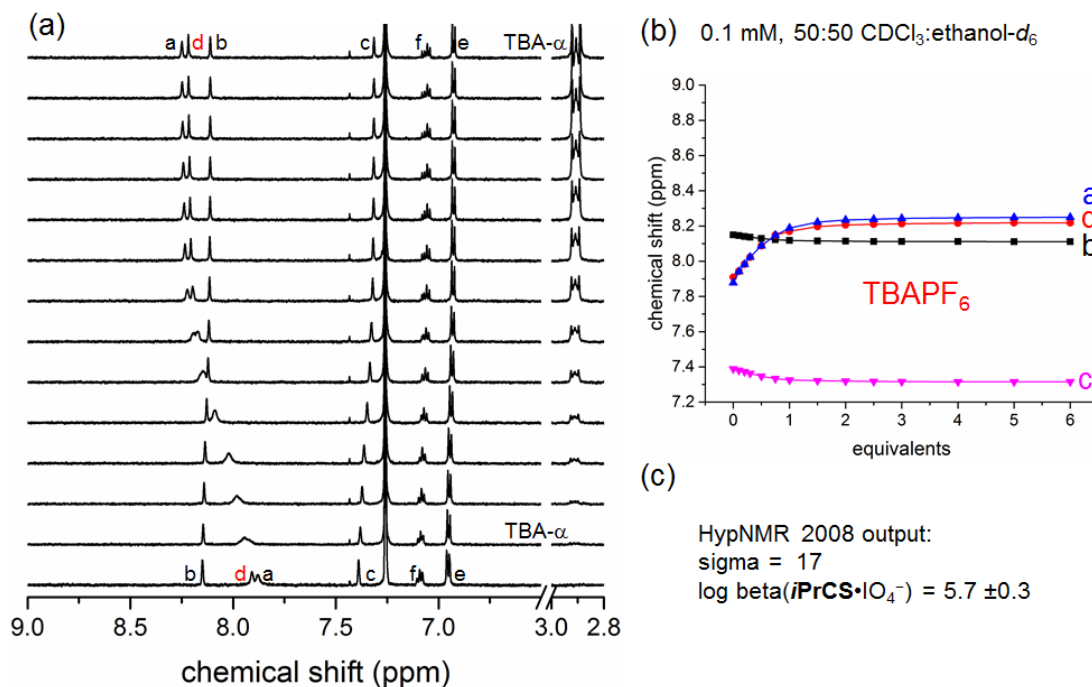 (a)
a d b c f e TBA-α
TBA-α
b d a c f e
9.0 8.5 8.0 7.5 7.0 3.0 2.8
chemical shift (ppm)
(b) 0.1 mM, 50:50 CDCl₃:ethanol-d₆
9.0
8.8
8.6
8.4
8.2
8.0
7.8
7.6
7.4
7.2
chemical shift (ppm)
a
d
b
TBAPF₆
c
0 1 2 3 4 5 6
equivalents
(c)
HypNMR 2008 output:
sigma = 17
log beta(iPrCS•IO₄⁻) = 5.7 ±0.3